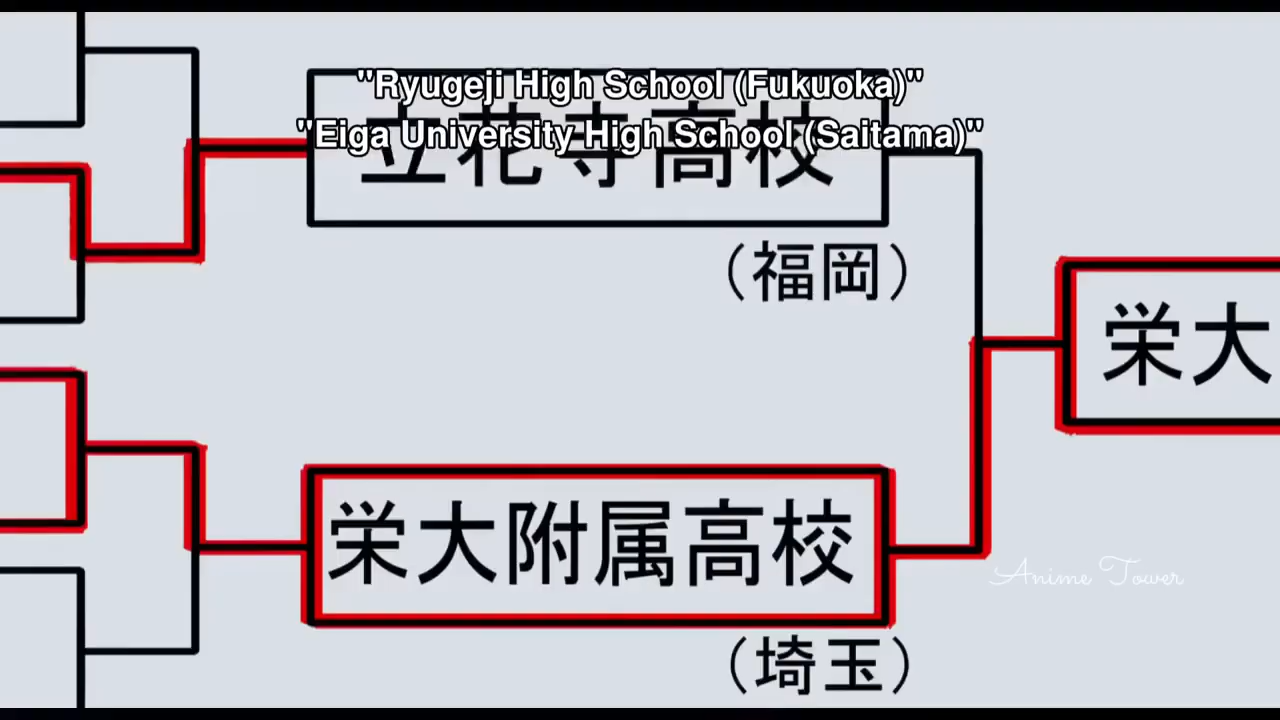 "Ryugeji High School (Fukuoka)"
"Eiga University High School (Saitama)"
立花寺高校
（福岡）
栄大
栄大附属高校
Anime Tower
（埼玉）